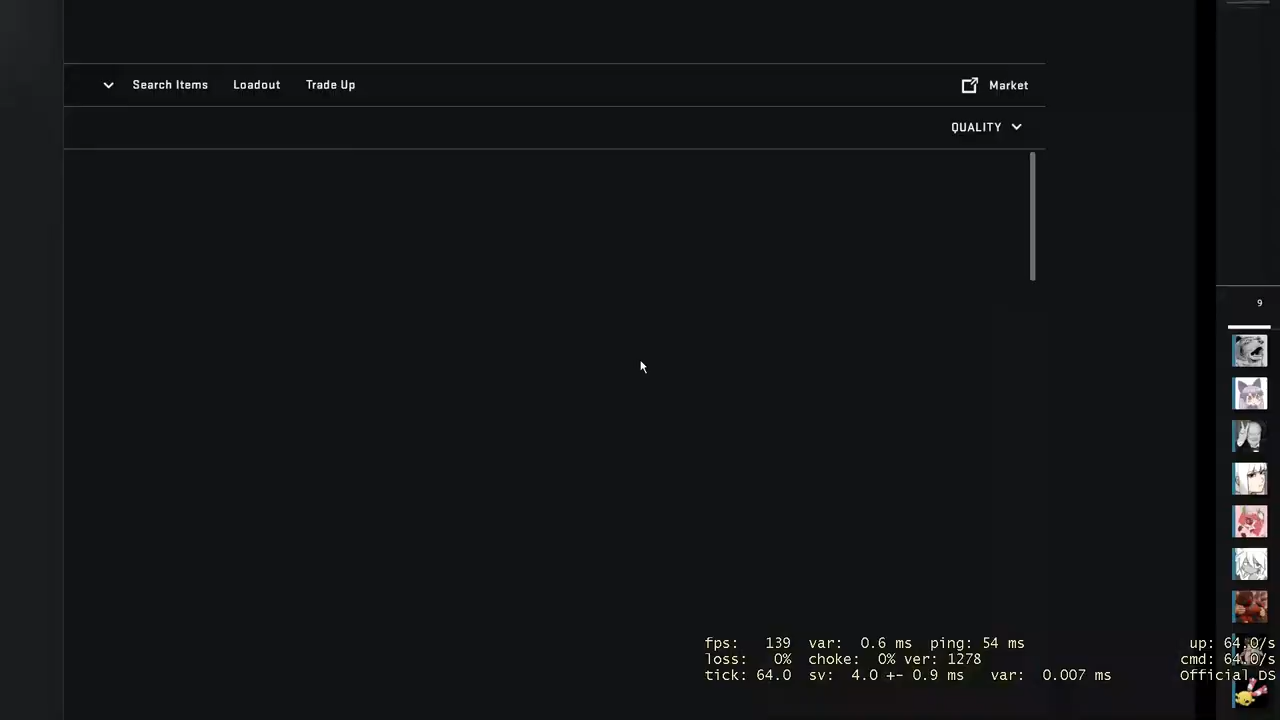 Search Items Loadout Trade Up Market
QUALITY
9
fps: 139 var: 0.6 ms ping: 54 ms up: 64.0/s
loss: 0% choke: 0% ver: 1278 cmd: 64.0/s
tick: 64.0 sv: 4.0 +- 0.9 ms var: 0.007 ms Official DS